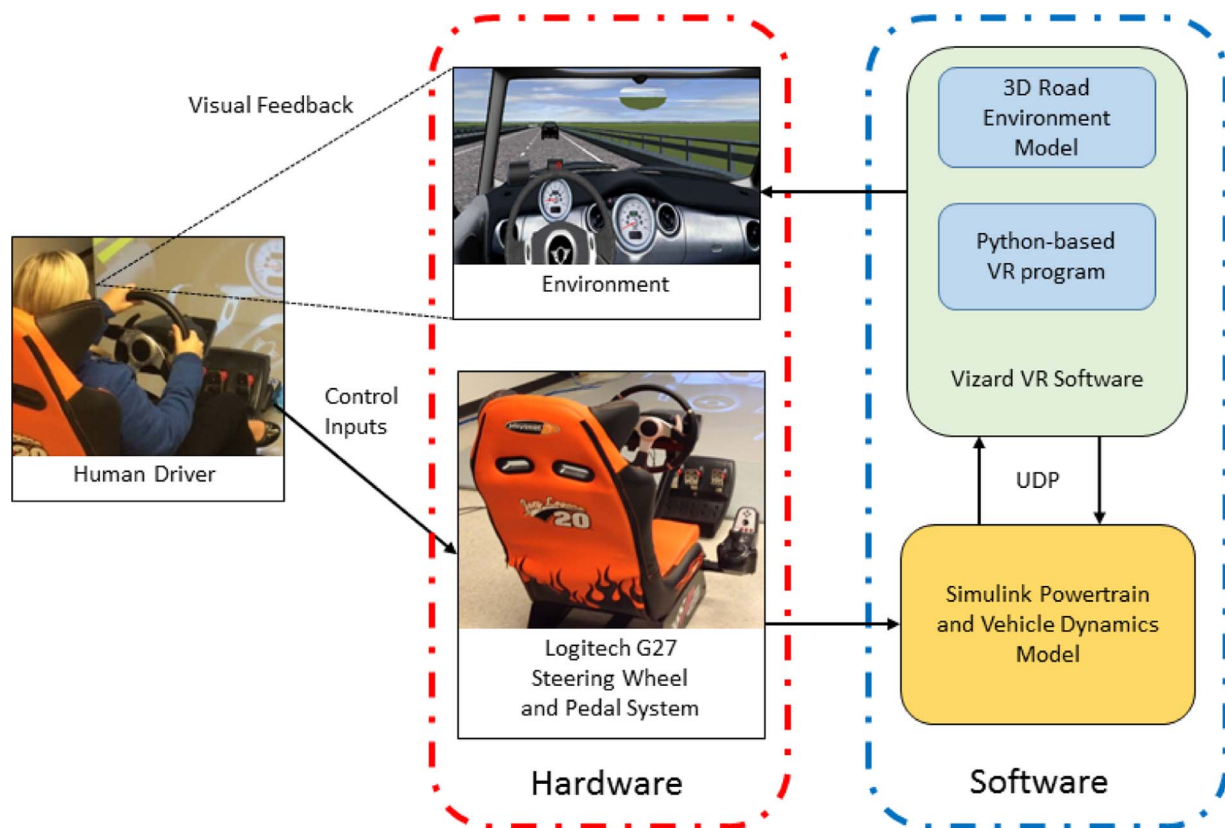 Visual Feedback
Human Driver
Control
Inputs
Environment
20
Logitech G27
Steering Wheel
and Pedal System
Hardware
3D Road
Environment
Model
Python-based
VR program
Vizard VR Software
UDP
Simulink Powertrain
and Vehicle Dynamics
Model
Software